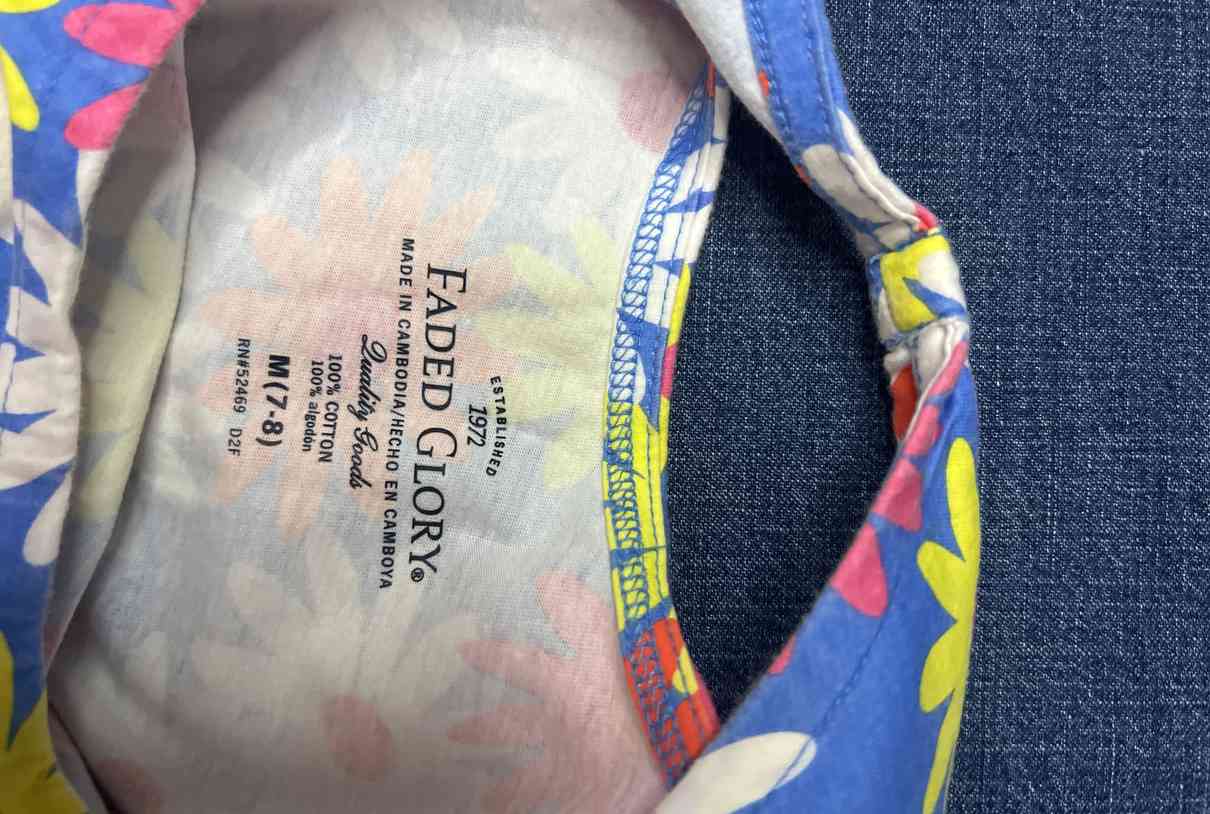 ESTABLISHED
1972
FADED GLORY®
MADE IN CAMBODIA/HECHO EN CAMBOYA
Quality Goods
100% COTTON
100% algodón
M(7-8)
RN#52469 D2F